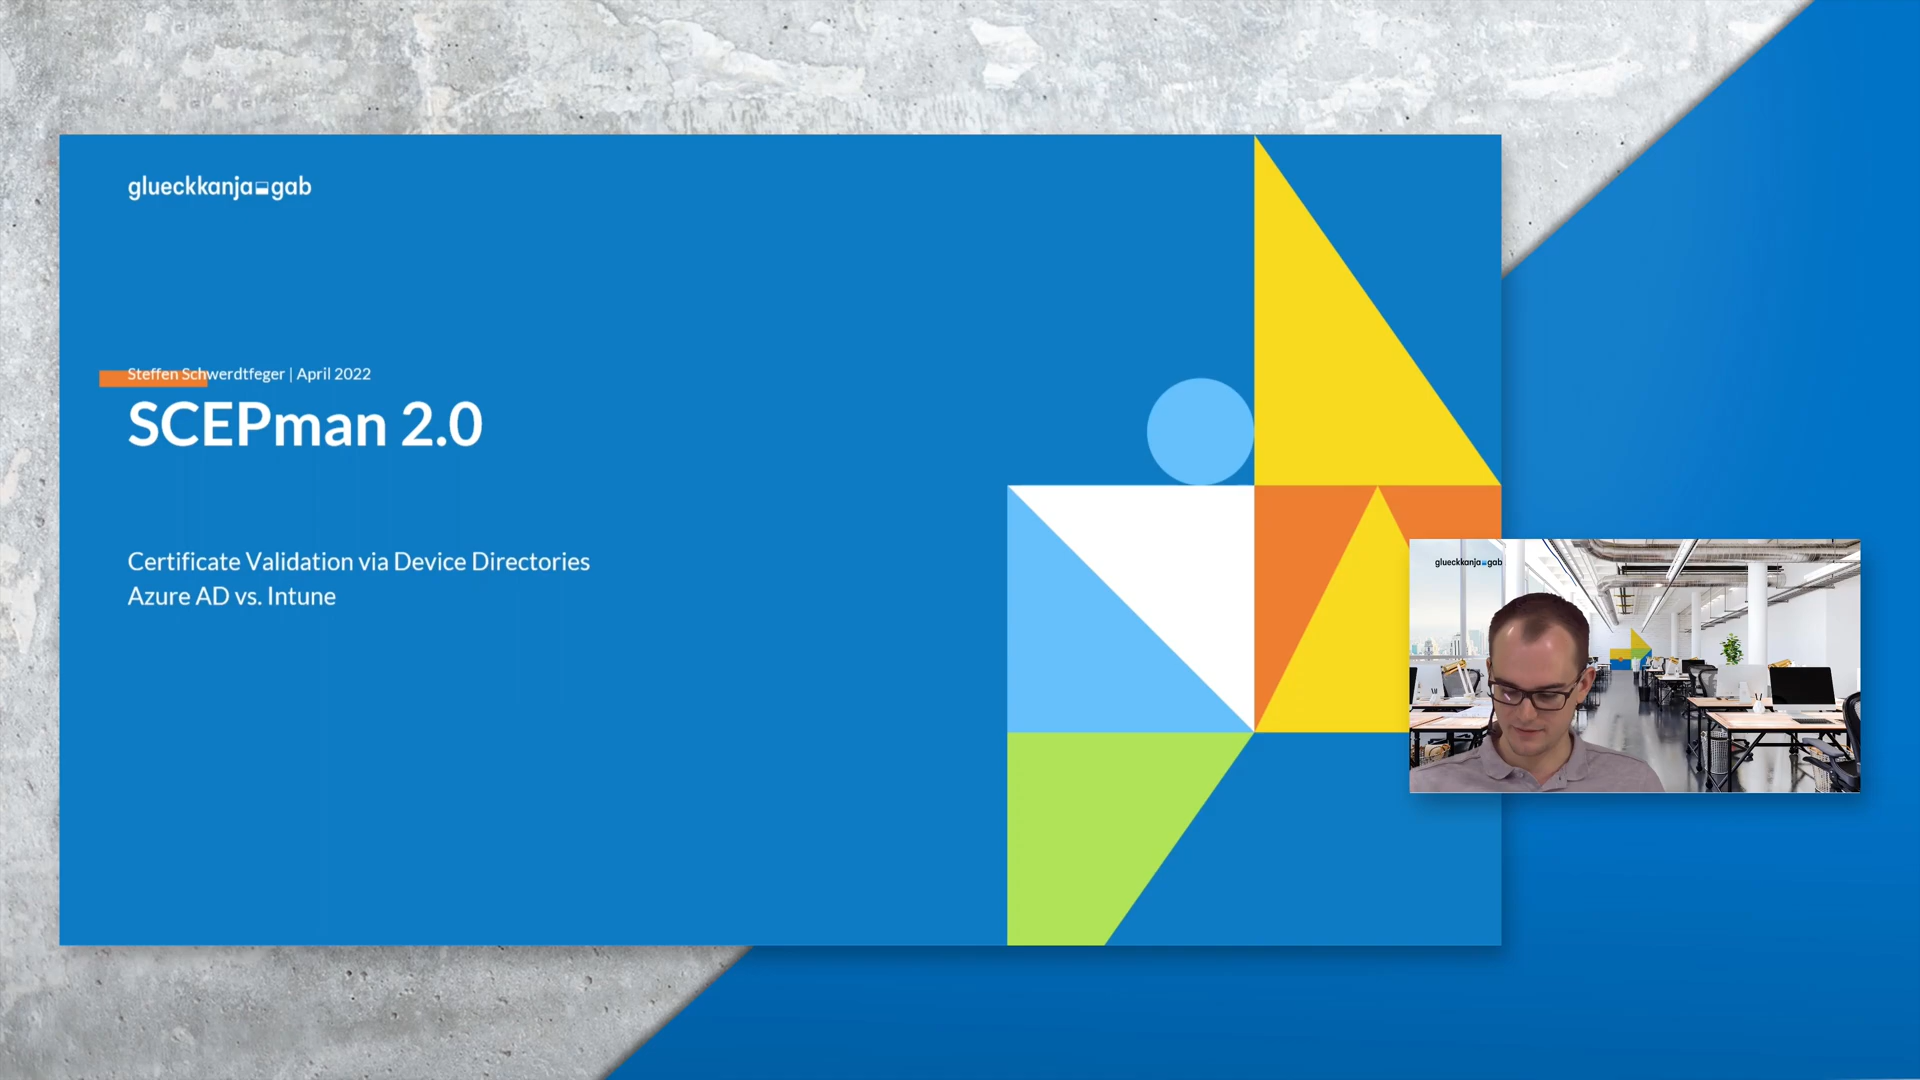 glueckkanja gab
Steffen Schwerdtfeger | April 2022
SCEPman 2.0
Certificate Validation via Device Directories
Azure AD vs. Intune
glueckkanja gab